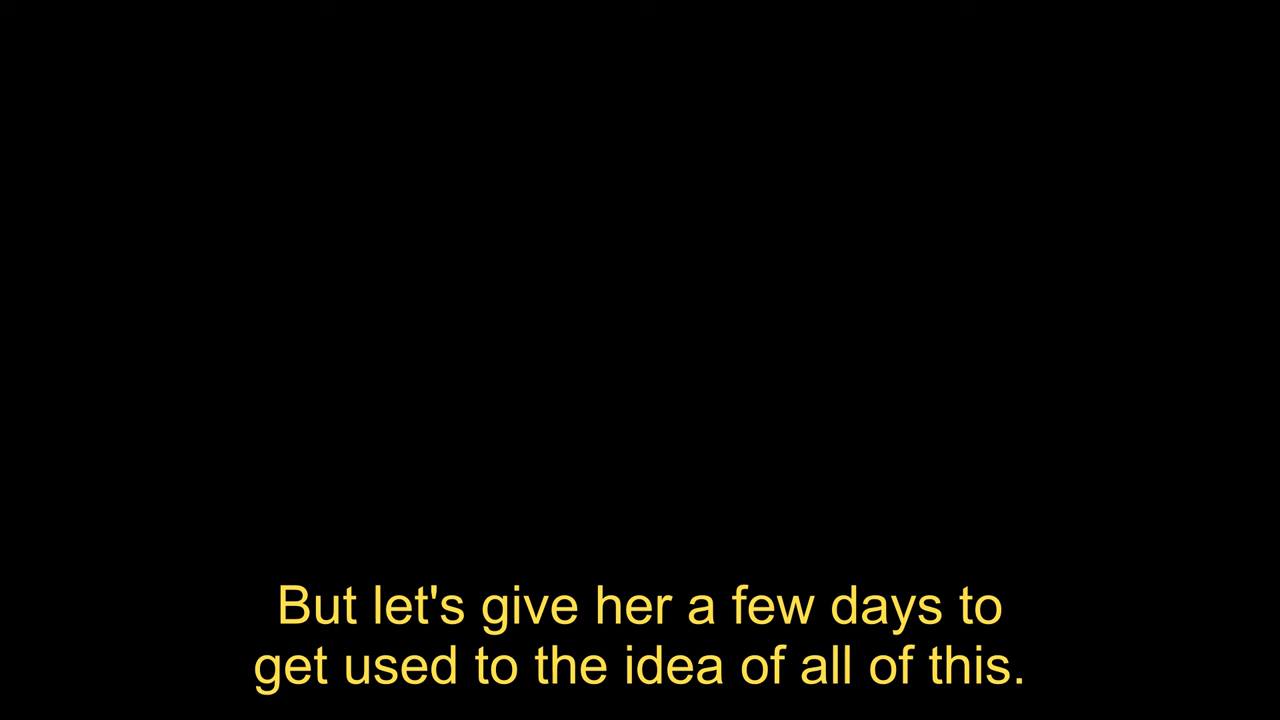 But let's give her a few days to
get used to the idea of all of this.